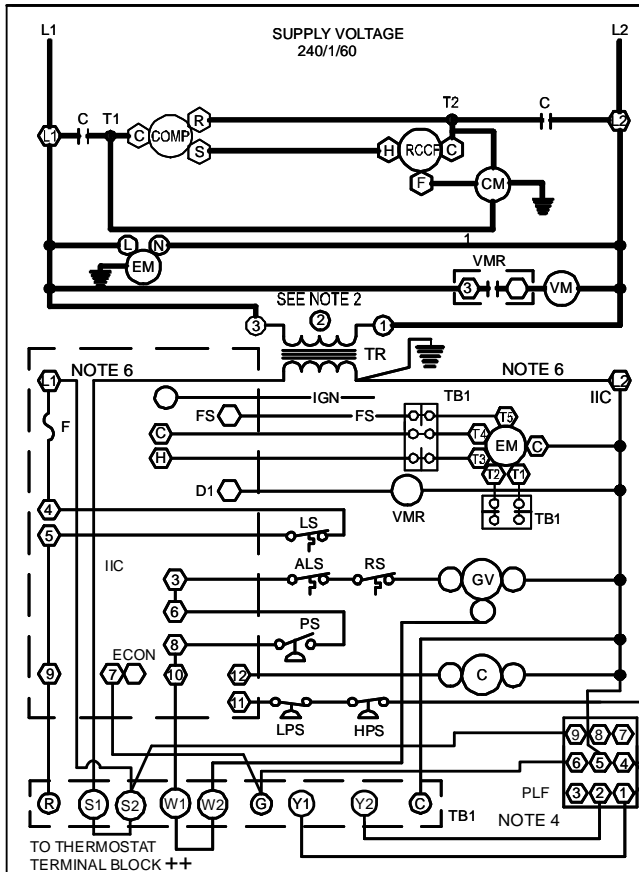 L1 SUPPLY VOLTAGE L2
240/1/60
C T1 T2 C
L1 C COMP R L2
S H RCCF C
F CM
1
L N VMR
EM 3 VM
SEE NOTE 2
3 2 1
TR
NOTE 6 NOTE 6
L1 IGN TB1 L2
IIC
F FS FS T5
C T4 EM C
H T3
T2 T1
D1 VMR TB1
4 LS
5
IIC ALS RS
3 GV
6
PS
8
ECON
9 7 10 12 C
11
LPS HPS
9 8 7
6 5 4
PLF 3 2 1
R S1 S2 W1 W2 G Y1 Y2 C TB1 NOTE 4
TO THERMOSTAT
TERMINAL BLOCK ++